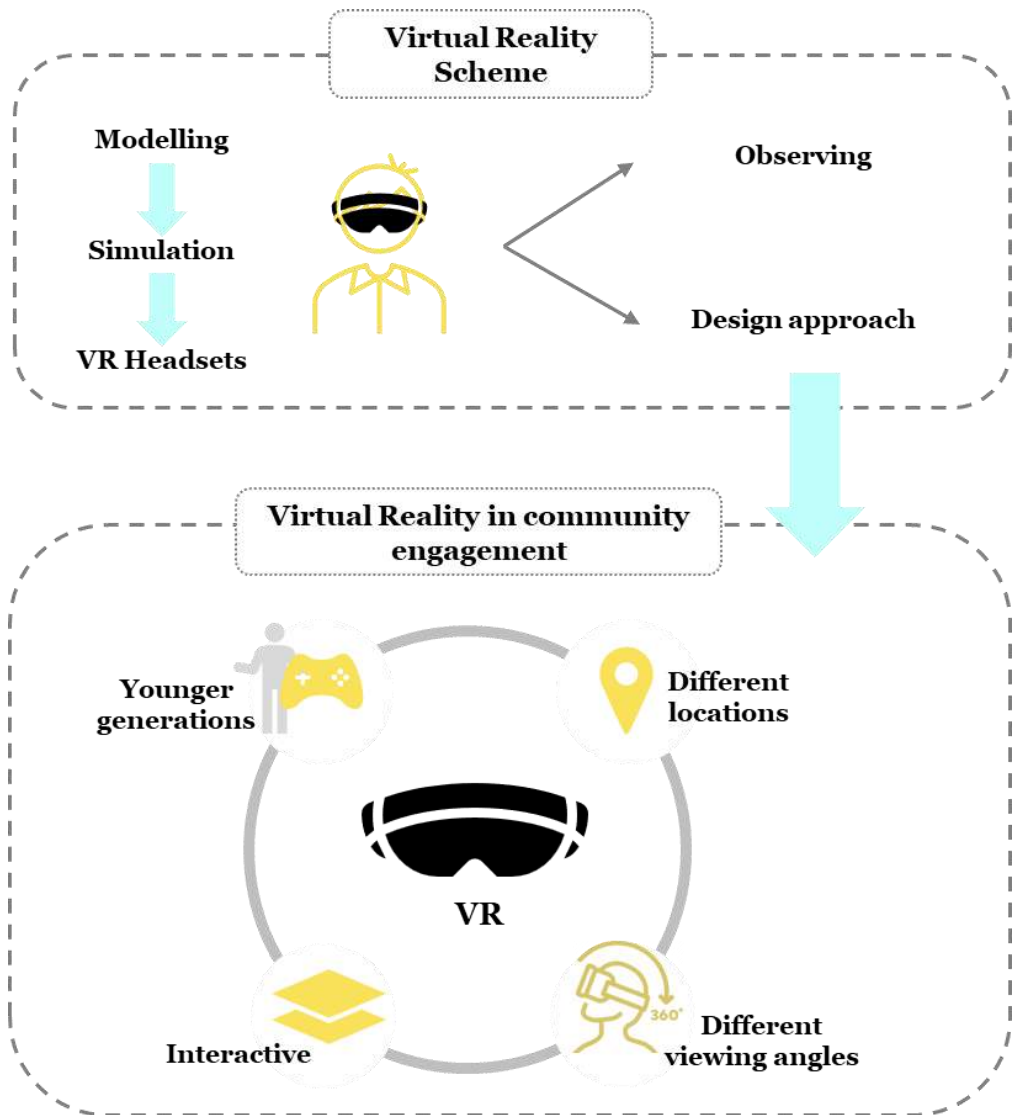 Virtual Reality
Scheme
Modelling
Simulation
VR Headsets
Observing
Design approach
Virtual Reality in community
engagement
Younger
generations
Different
locations
VR
Interactive
360°
Different
viewing angles